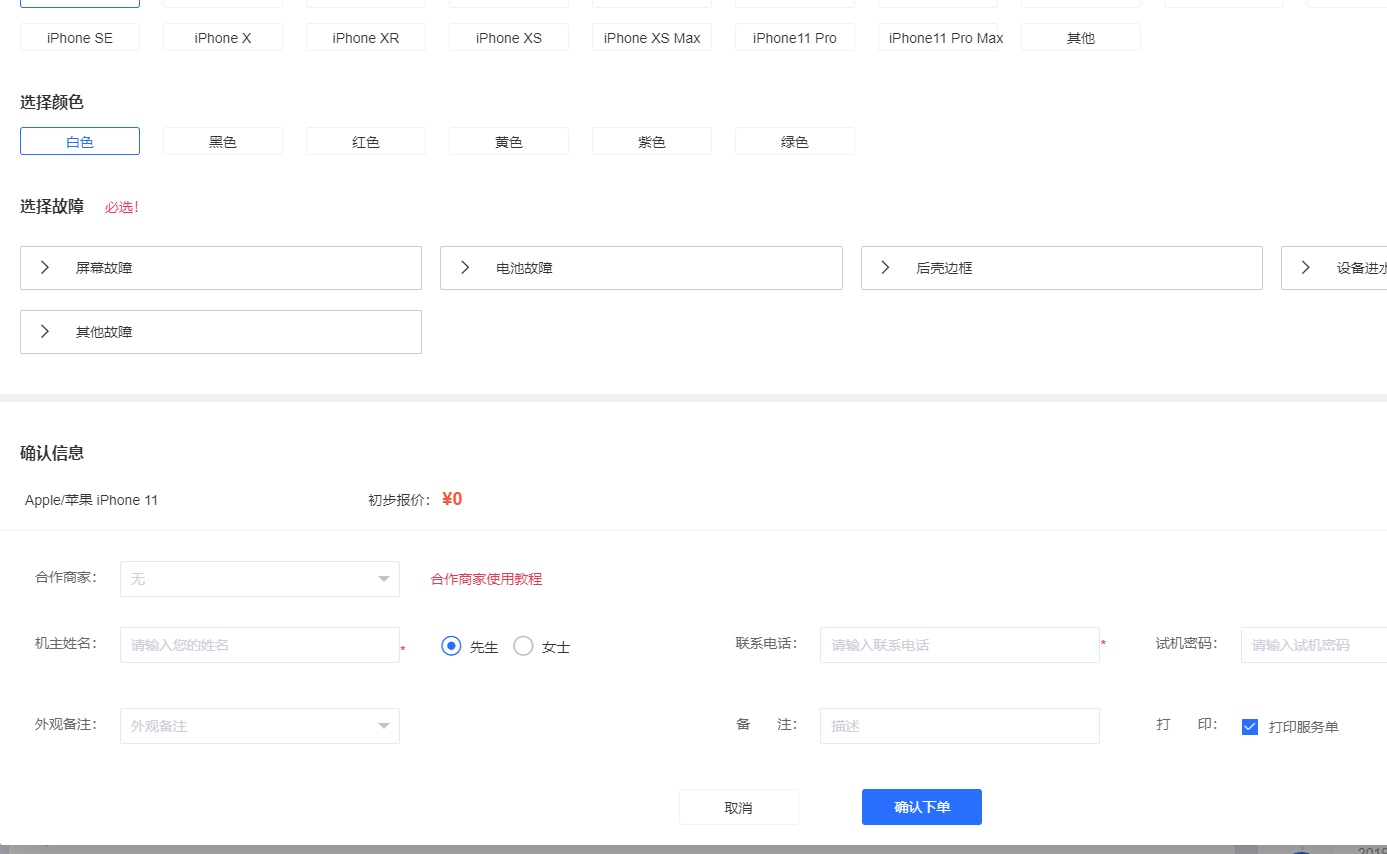 iPhone SE iPhone X iPhone XR iPhone XS iPhone XS Max iPhone11 Pro iPhone11 Pro Max 其他
选择颜色
白色 黑色 红色 黄色 紫色 绿色
选择故障 必选!
屏幕故障 电池故障 后壳边框 设备进水
其他故障
确认信息
Apple/苹果 iPhone 11 初步报价: ¥0
合作商家: 无 合作商家使用教程
机主姓名: 请输入您的姓名 * 先生 女士 联系电话: 请输入联系电话 * 试机密码: 请输入试机密码
外观备注: 外观备注 备 注: 描述 打 印: 打印服务单
取消 确认下单